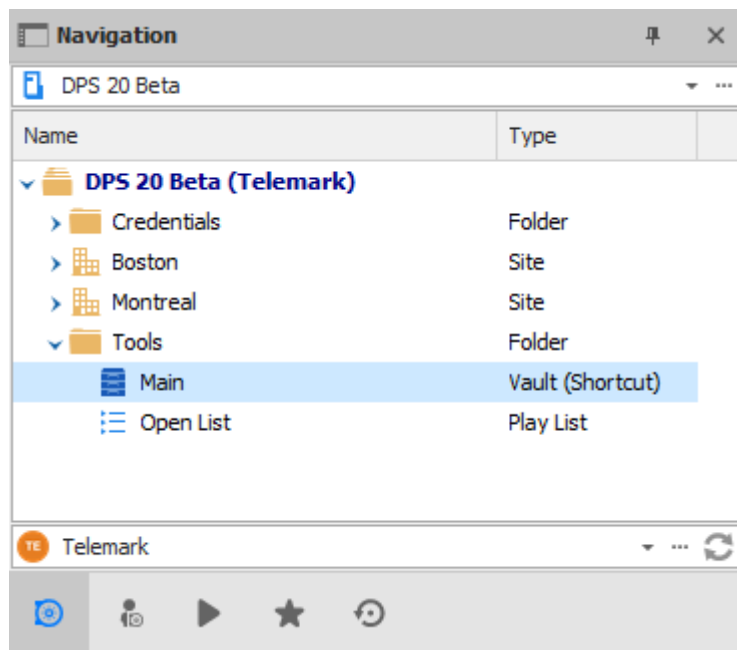 Navigation
DPS 20 Beta
Name Type
DPS 20 Beta (Telemark)
Credentials Folder
Boston Site
Montreal Site
Tools Folder
Main Vault (Shortcut)
Open List Play List
TE Telemark